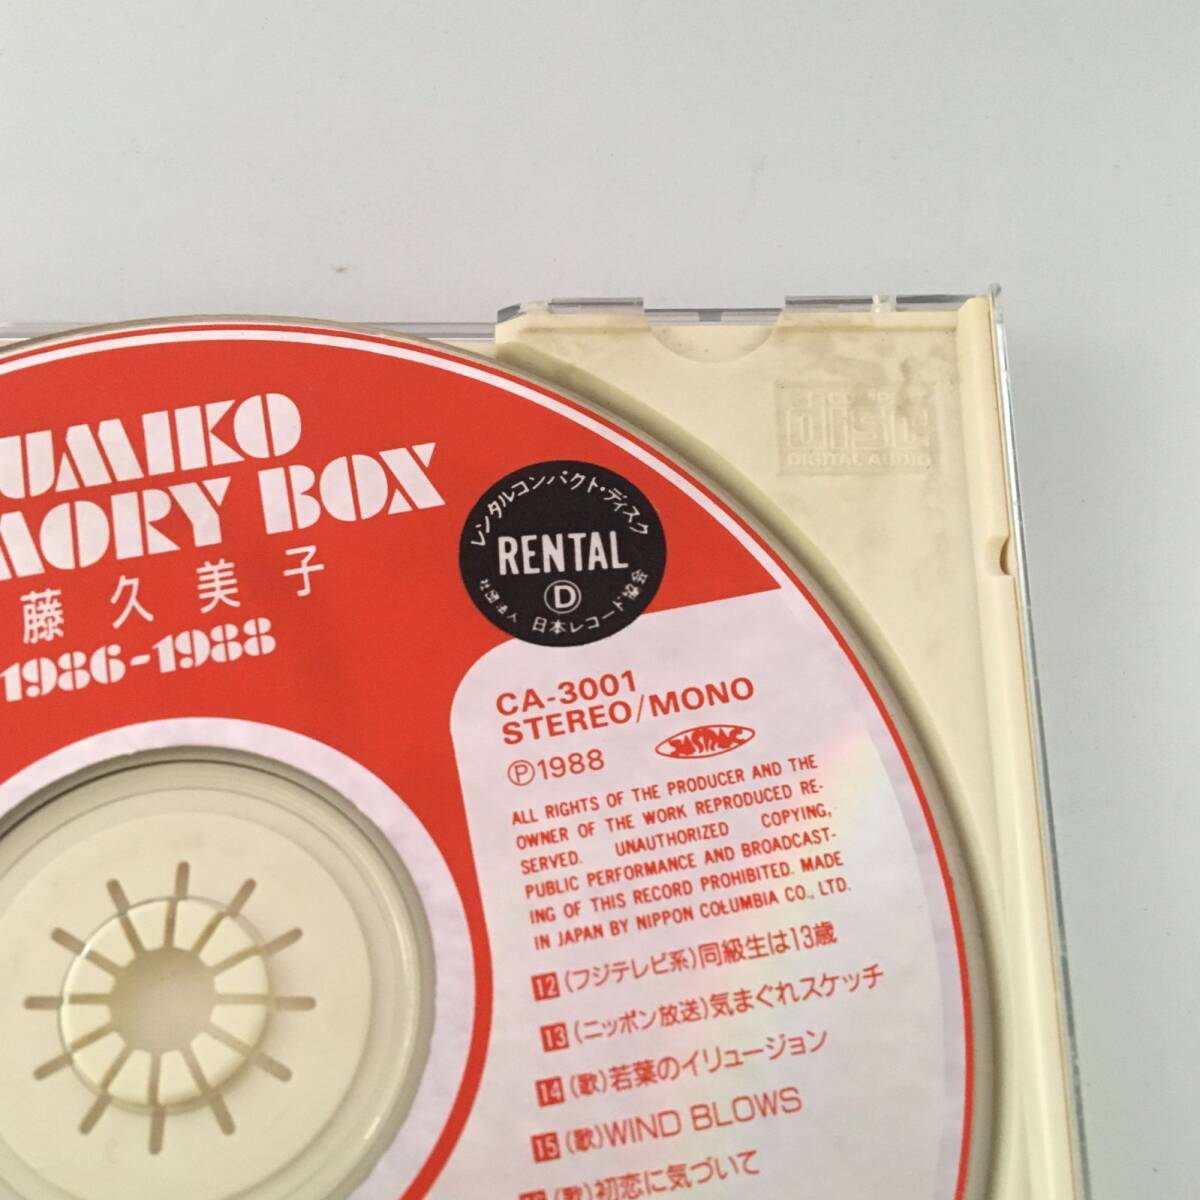 UMIKO
MORY BOX
藤久美子
1986-1988
レンタルコンパクト・ディスク
RENTAL
D
社団法人 日本レコード協会
disc
DIGITAL AUDIO
CA-3001
STEREO/MONO
JASRAC
Ⓟ1988
ALL RIGHTS OF THE PRODUCER AND THE
OWNER OF THE WORK REPRODUCED RE-
SERVED. UNAUTHORIZED COPYING,
PUBLIC PERFORMANCE AND BROADCAST-
ING OF THIS RECORD PROHIBITED. MADE
IN JAPAN BY NIPPON COLUMBIA CO., LTD.
12 (フジテレビ系)同級生は13歳
13 (ニッポン放送)気まぐれスケッチ
14 (歌)若葉のイリュージョン
15 (歌)WIND BLOWS
(歌)初恋に気づいて